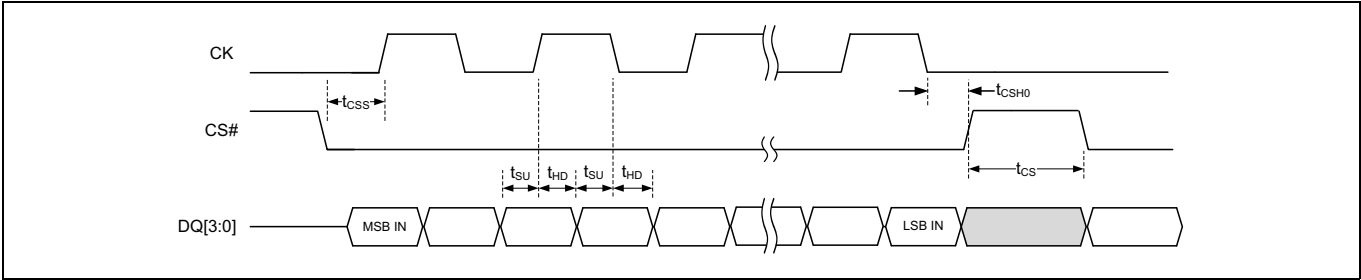 CK
tCSS
tCSH0
CS#
tCS
tSU tHD tSU tHD
DQ[3:0]
MSB IN
LSB IN